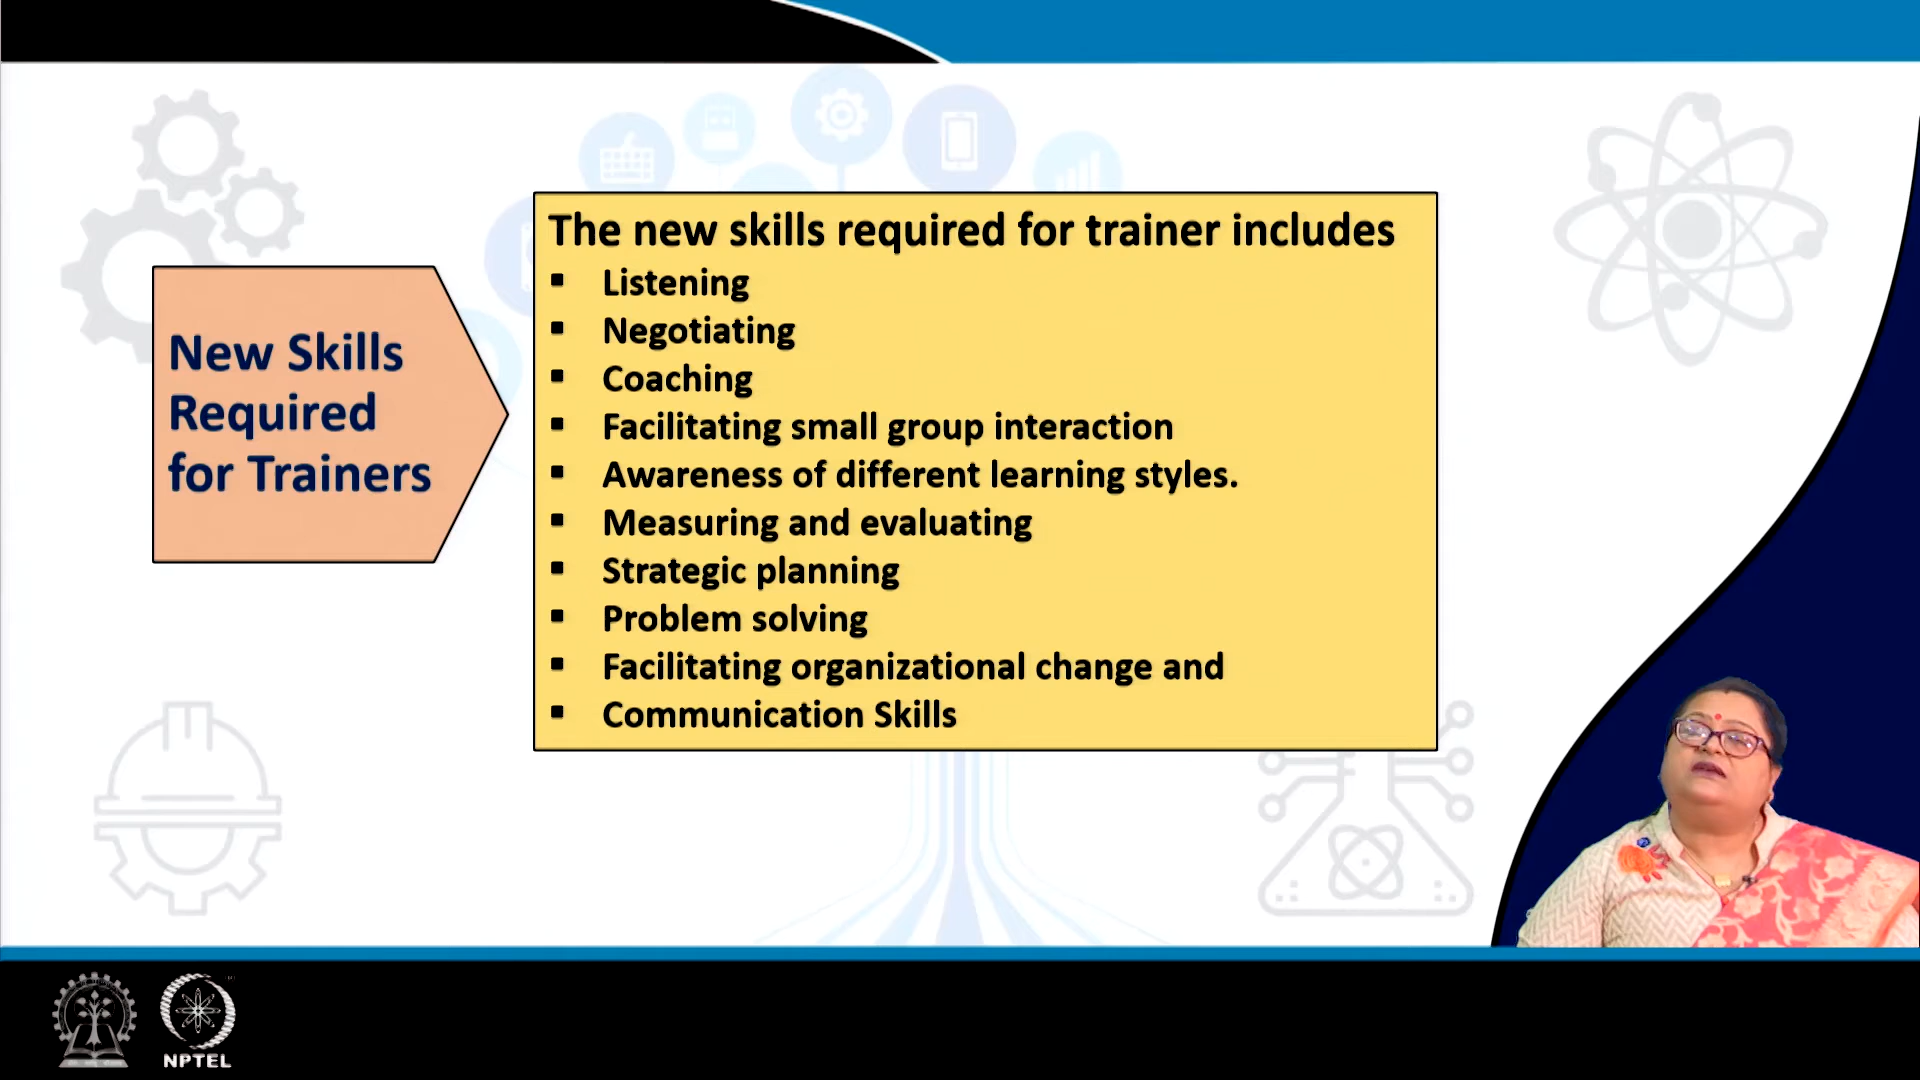 New Skills
Required
for Trainers
The new skills required for trainer includes
▪ Listening
▪ Negotiating
▪ Coaching
▪ Facilitating small group interaction
▪ Awareness of different learning styles.
▪ Measuring and evaluating
▪ Strategic planning
▪ Problem solving
▪ Facilitating organizational change and
▪ Communication Skills
NPTEL